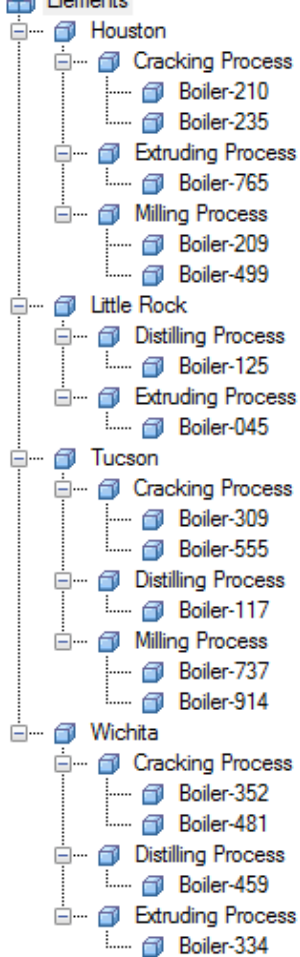 Elements
Houston
Cracking Process
Boiler-210
Boiler-235
Extruding Process
Boiler-765
Milling Process
Boiler-209
Boiler-499
Little Rock
Distilling Process
Boiler-125
Extruding Process
Boiler-045
Tucson
Cracking Process
Boiler-309
Boiler-555
Distilling Process
Boiler-117
Milling Process
Boiler-737
Boiler-914
Wichita
Cracking Process
Boiler-352
Boiler-481
Distilling Process
Boiler-459
Extruding Process
Boiler-334